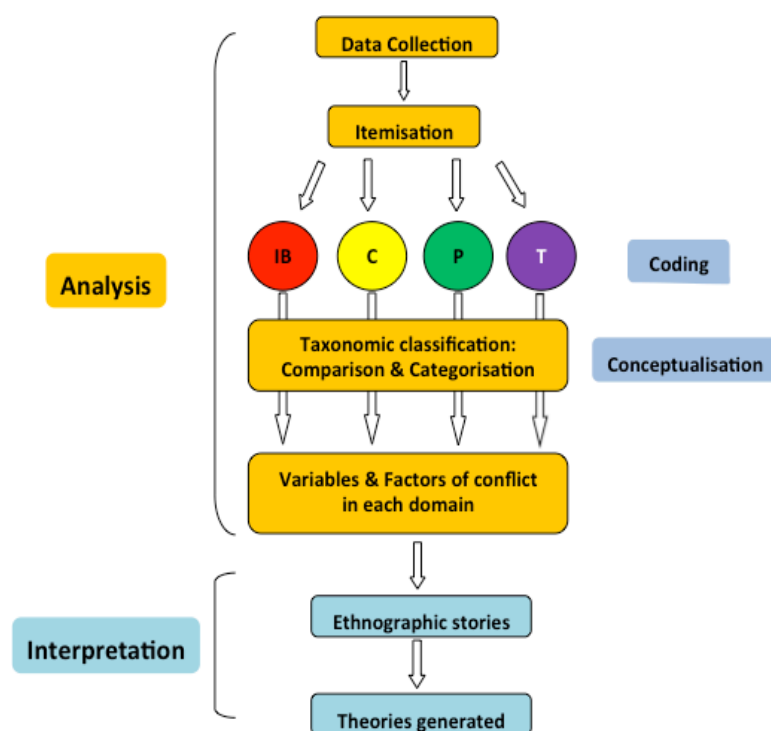 Data Collection
Itemisation
IB
C
P
T
Coding
Analysis
Taxonomic classification:
Comparison & Categorisation
Conceptualisation
Variables & Factors of conflict
in each domain
Ethnographic stories
Interpretation
Theories generated